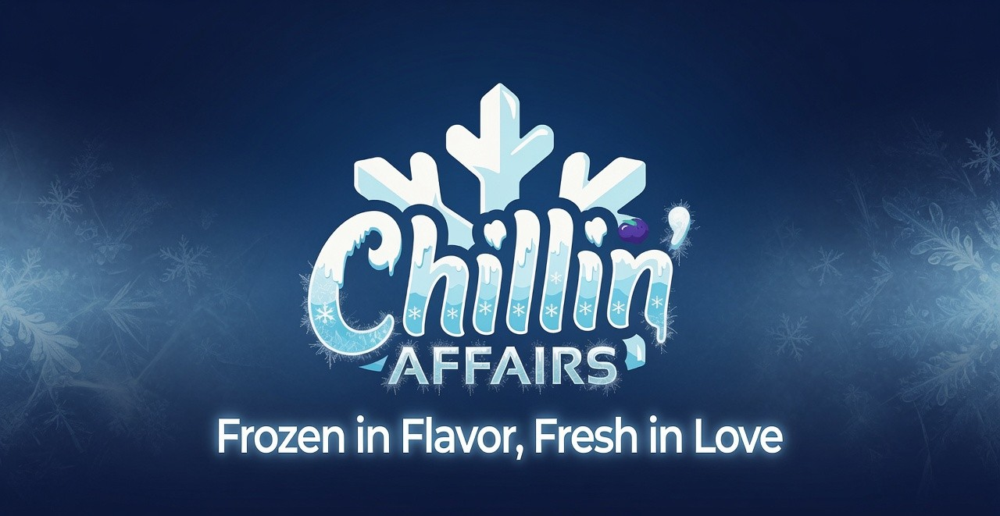 Chillin'
AFFAIRS
Frozen in Flavor, Fresh in Love